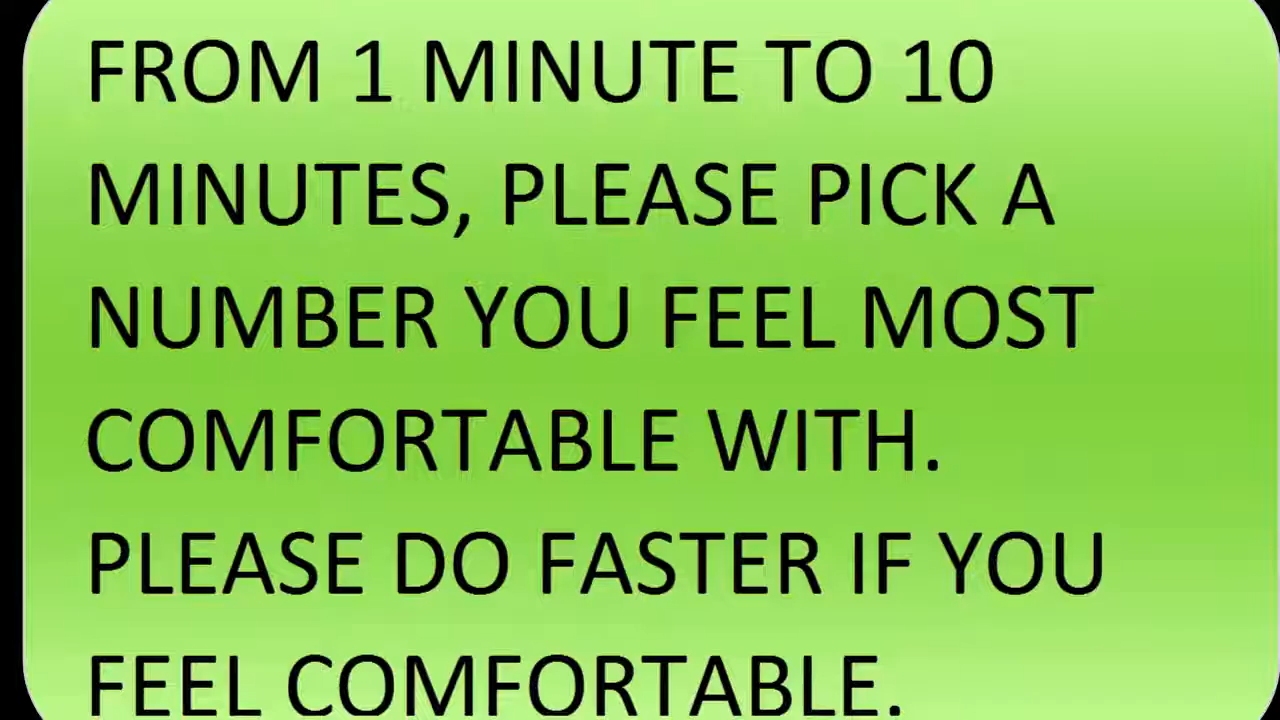 FROM 1 MINUTE TO 10
MINUTES, PLEASE PICK A
NUMBER YOU FEEL MOST
COMFORTABLE WITH.
PLEASE DO FASTER IF YOU
FEEL COMFORTABLE.